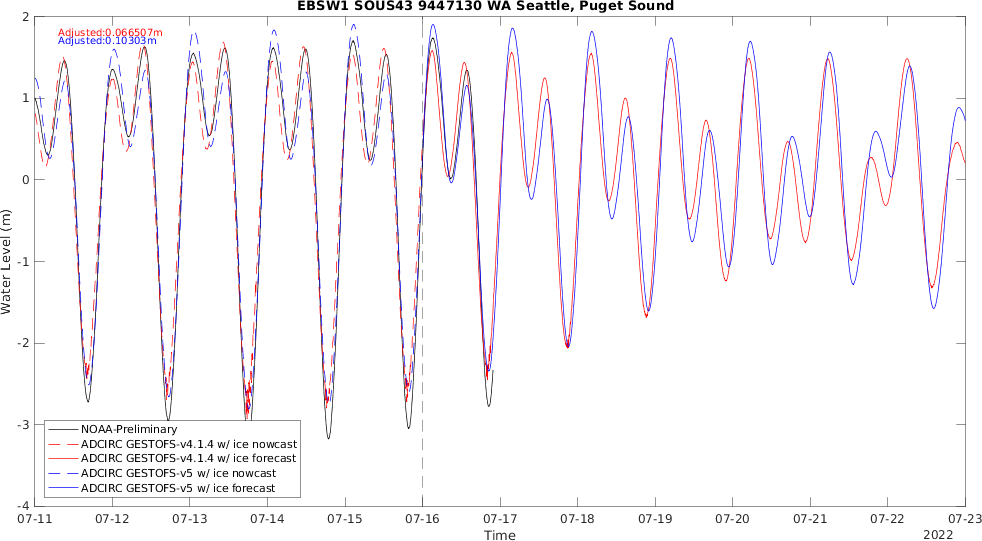 EBSW1 SOUS43 9447130 WA Seattle, Puget Sound
Adjusted:0.066507m
Adjusted:0.10303m
2
1
0
-1
-2
-3
-4
Water Level (m)
NOAA-Preliminary
ADCIRC GESTOFS-v4.1.4 w/ ice nowcast
ADCIRC GESTOFS-v4.1.4 w/ ice forecast
ADCIRC GESTOFS-v5 w/ ice nowcast
ADCIRC GESTOFS-v5 w/ ice forecast
07-11 07-12 07-13 07-14 07-15 07-16 07-17 07-18 07-19 07-20 07-21 07-22 07-23
Time
2022